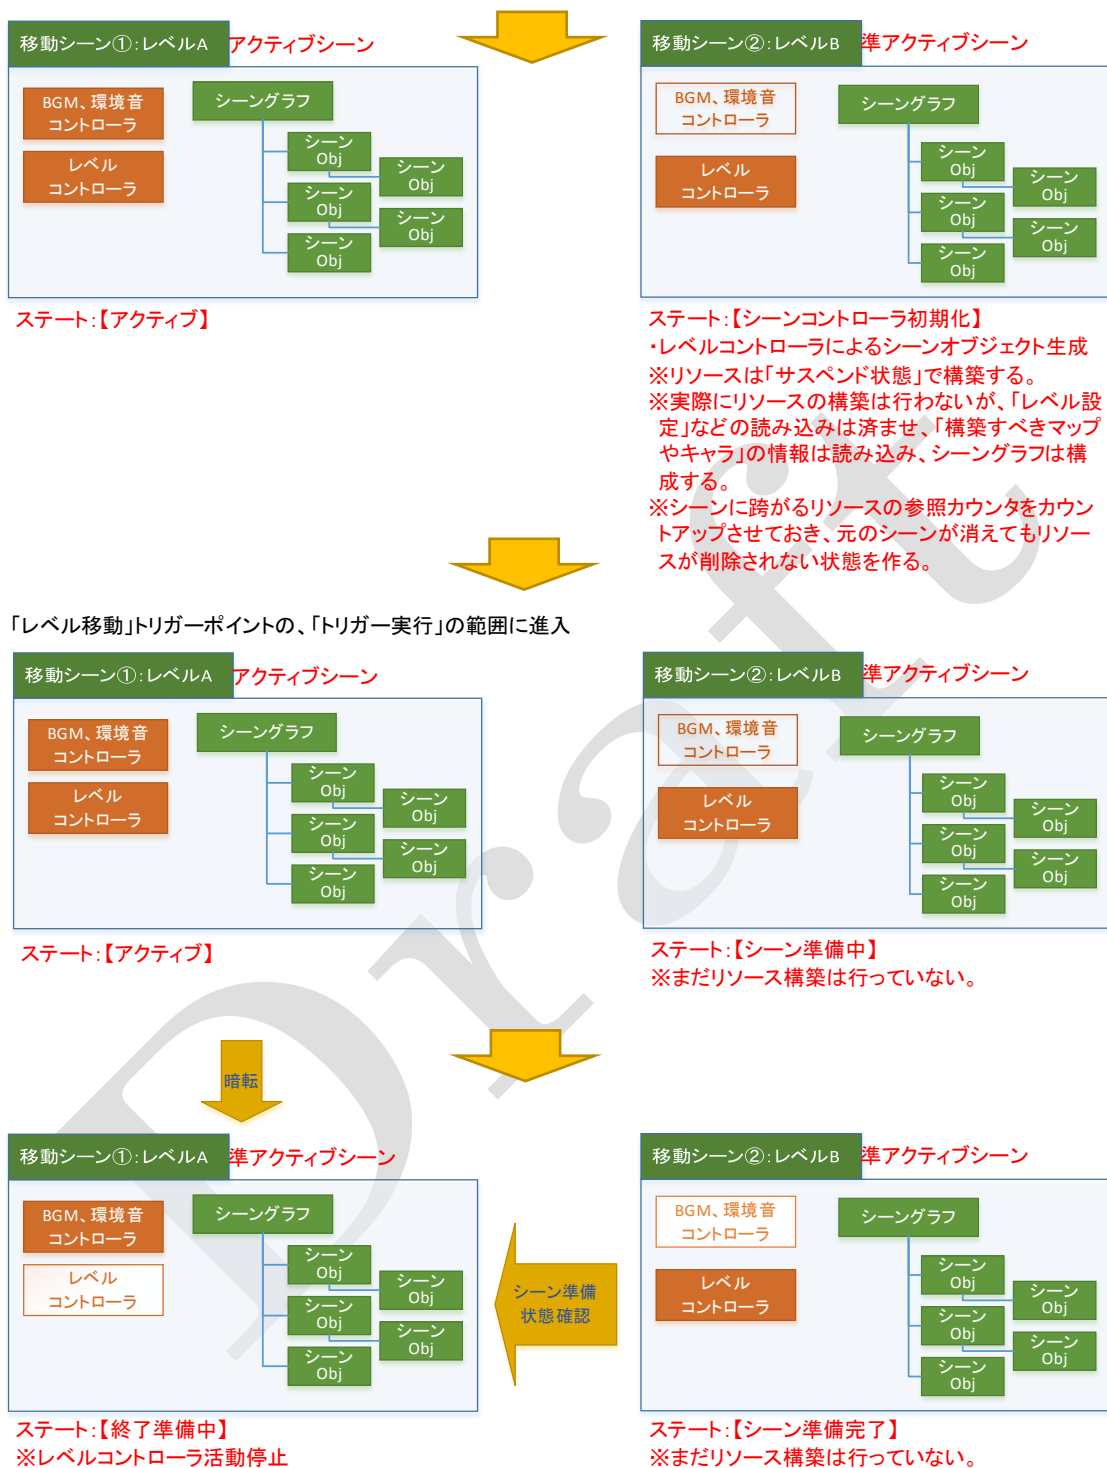 移動シーン①:レベルA
アクティブシーン
BGM、環境音
コントローラ
レベル
コントローラ
シーングラフ
シーン
Obj
シーン
Obj
シーン
Obj
シーン
Obj
シーン
Obj
ステート:【アクティブ】
移動シーン②:レベルB
準アクティブシーン
BGM、環境音
コントローラ
レベル
コントローラ
シーングラフ
シーン
Obj
シーン
Obj
シーン
Obj
シーン
Obj
シーン
Obj
ステート:【シーンコントローラ初期化】
・レベルコントローラによるシーンオブジェクト生成
※リソースは「サスペンド状態」で構築する。
※実際にリソースの構築は行わないが、「レベル設
定」などの読み込みは済ませ、「構築すべきマップ
やキャラ」の情報は読み込み、シーングラフは構
成する。
※シーンに跨がるリソースの参照カウンタをカウン
トアップさせておき、元のシーンが消えてもリソー
スが削除されない状態を作る。
「レベル移動」トリガーポイントの、「トリガー実行」の範囲に進入
移動シーン①:レベルA
アクティブシーン
BGM、環境音
コントローラ
レベル
コントローラ
シーングラフ
シーン
Obj
シーン
Obj
シーン
Obj
シーン
Obj
シーン
Obj
ステート:【アクティブ】
移動シーン②:レベルB
準アクティブシーン
BGM、環境音
コントローラ
レベル
コントローラ
シーングラフ
シーン
Obj
シーン
Obj
シーン
Obj
シーン
Obj
シーン
Obj
ステート:【シーン準備中】
※まだリソース構築は行っていない。
暗転
移動シーン①:レベルA
準アクティブシーン
BGM、環境音
コントローラ
レベル
コントローラ
シーングラフ
シーン
Obj
シーン
Obj
シーン
Obj
シーン
Obj
シーン
Obj
ステート:【終了準備中】
※レベルコントローラ活動停止
シーン準備
状態確認
移動シーン②:レベルB
準アクティブシーン
BGM、環境音
コントローラ
レベル
コントローラ
シーングラフ
シーン
Obj
シーン
Obj
シーン
Obj
シーン
Obj
シーン
Obj
ステート:【シーン準備完了】
※まだリソース構築は行っていない。
Draft